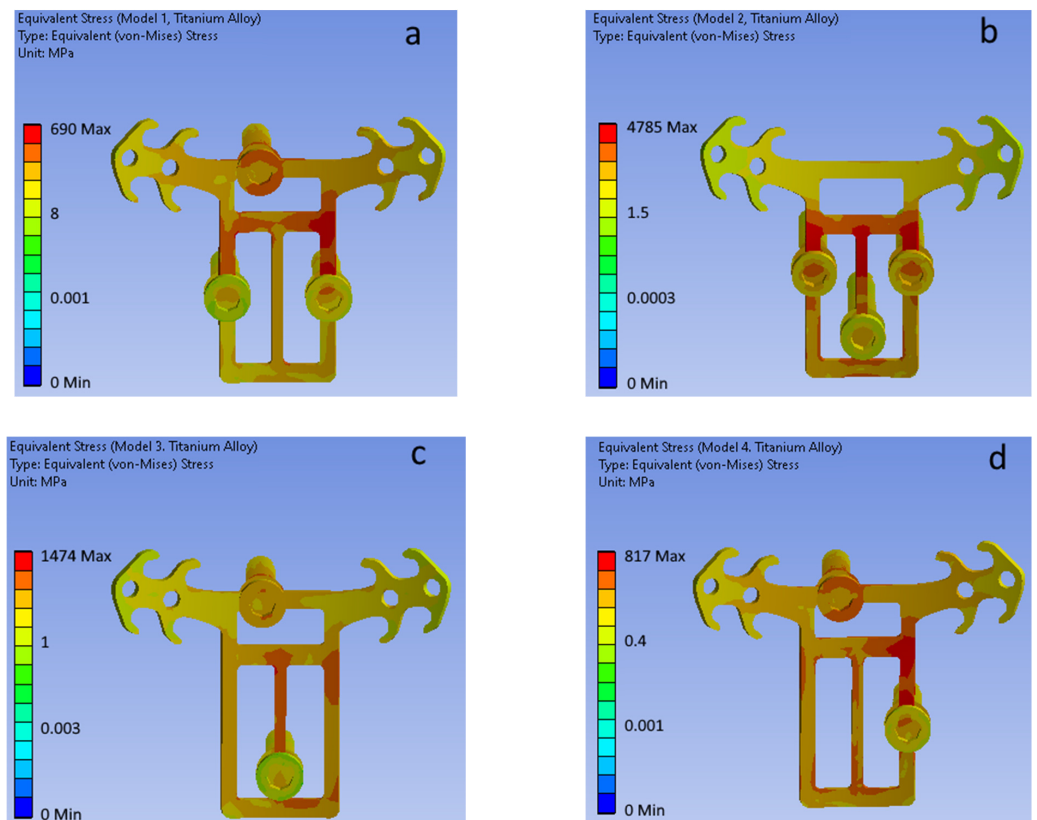 Equivalent Stress (Model 1, Titanium Alloy)
Type: Equivalent (von-Mises) Stress
Unit: MPa
a
690 Max
8
0.001
0 Min
Equivalent Stress (Model 2, Titanium Alloy)
Type: Equivalent (von-Mises) Stress
Unit: MPa
b
4785 Max
1.5
0.0003
0 Min
Equivalent Stress (Model 3. Titanium Alloy)
Type: Equivalent (von-Mises) Stress
Unit: MPa
c
1474 Max
1
0.003
0 Min
Equivalent Stress (Model 4. Titanium Alloy)
Type: Equivalent (von-Mises) Stress
Unit: MPa
d
817 Max
0.4
0.001
0 Min